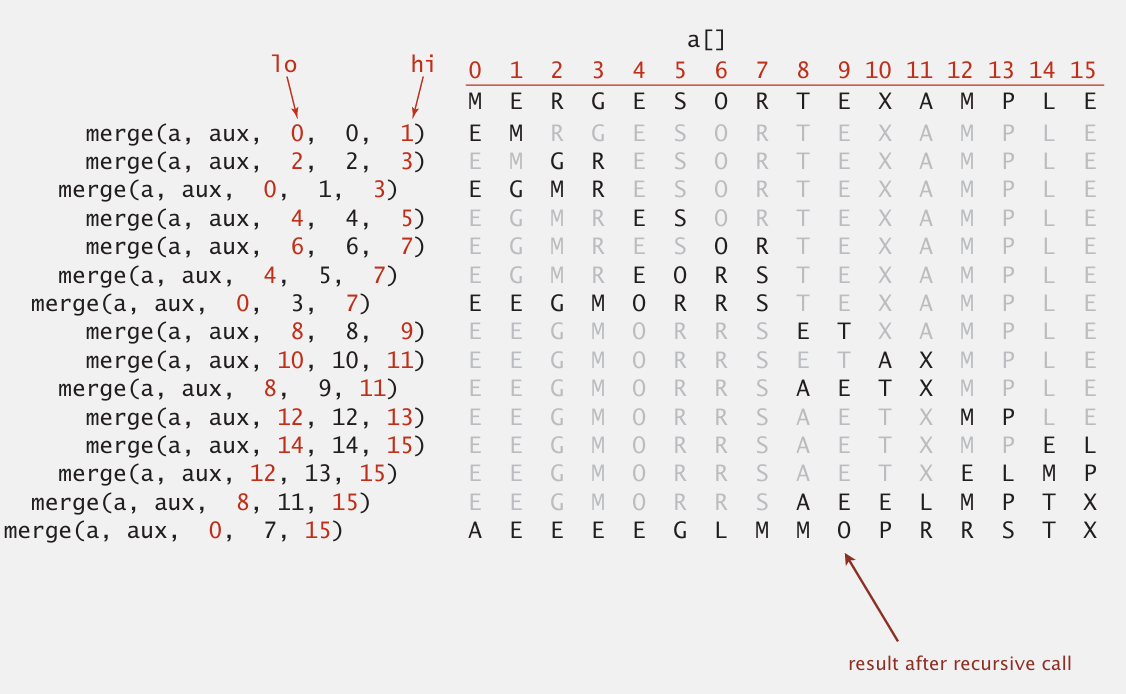 a[]
lo hi 0 1 2 3 4 5 6 7 8 9 10 11 12 13 14 15
M E R G E S O R T E X A M P L E
merge(a, aux, 0, 0, 1) E M R G E S O R T E X A M P L E
merge(a, aux, 2, 2, 3) E M G R E S O R T E X A M P L E
merge(a, aux, 0, 1, 3) E G M R E S O R T E X A M P L E
merge(a, aux, 4, 4, 5) E G M R E S O R T E X A M P L E
merge(a, aux, 6, 6, 7) E G M R E S O R T E X A M P L E
merge(a, aux, 4, 5, 7) E G M R E O R S T E X A M P L E
merge(a, aux, 0, 3, 7) E E G M O R R S T E X A M P L E
merge(a, aux, 8, 8, 9) E E G M O R R S E T X A M P L E
merge(a, aux, 10, 10, 11) E E G M O R R S E T A X M P L E
merge(a, aux, 8, 9, 11) E E G M O R R S A E T X M P L E
merge(a, aux, 12, 12, 13) E E G M O R R S A E T X M P L E
merge(a, aux, 14, 14, 15) E E G M O R R S A E T X M P E L
merge(a, aux, 12, 13, 15) E E G M O R R S A E T X E L M P
merge(a, aux, 8, 11, 15) E E G M O R R S A E E L M P T X
merge(a, aux, 0, 7, 15) A E E E E G L M M O P R R S T X
result after recursive call